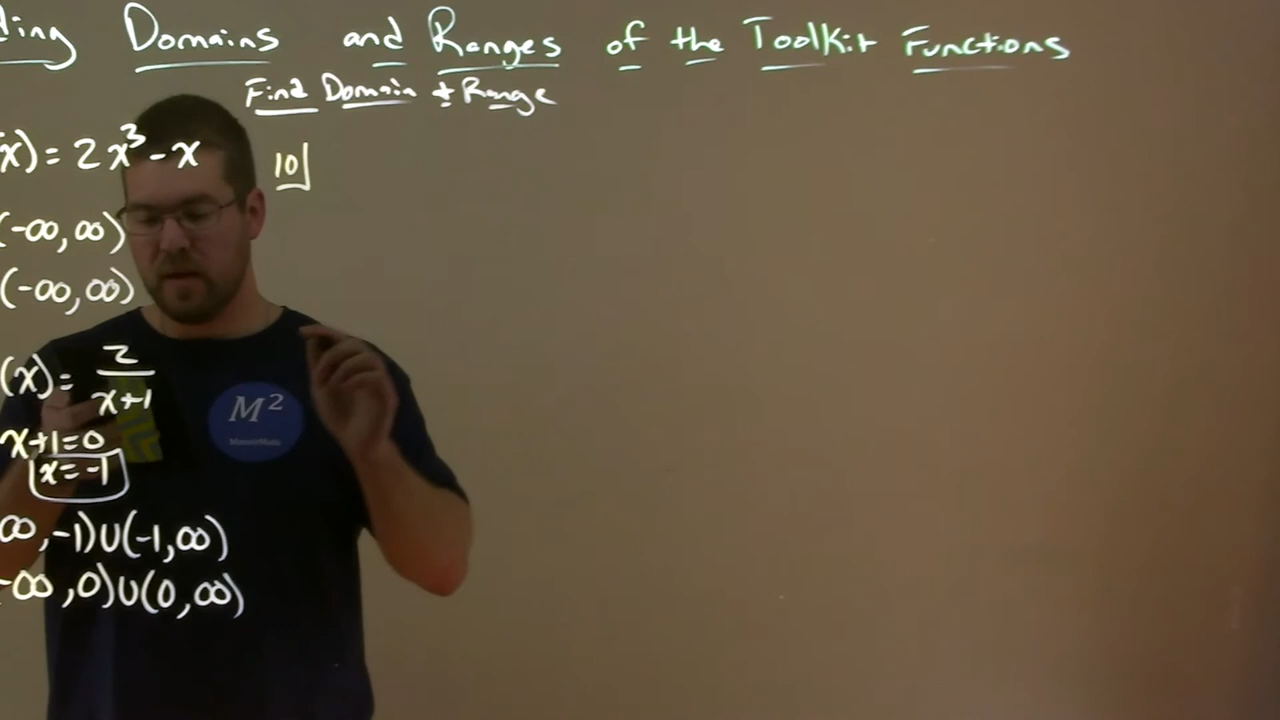 ding Domains and Ranges of the Toolkit Functions
Find Domain & Range
x) = 2x³ - x
10
(-∞, ∞)
(-∞, ∞)
(x) = 2/(x+1)
x+1=0
x=-1
∞, -1) ∪ (-1, ∞)
-∞, 0) ∪ (0, ∞)
M²